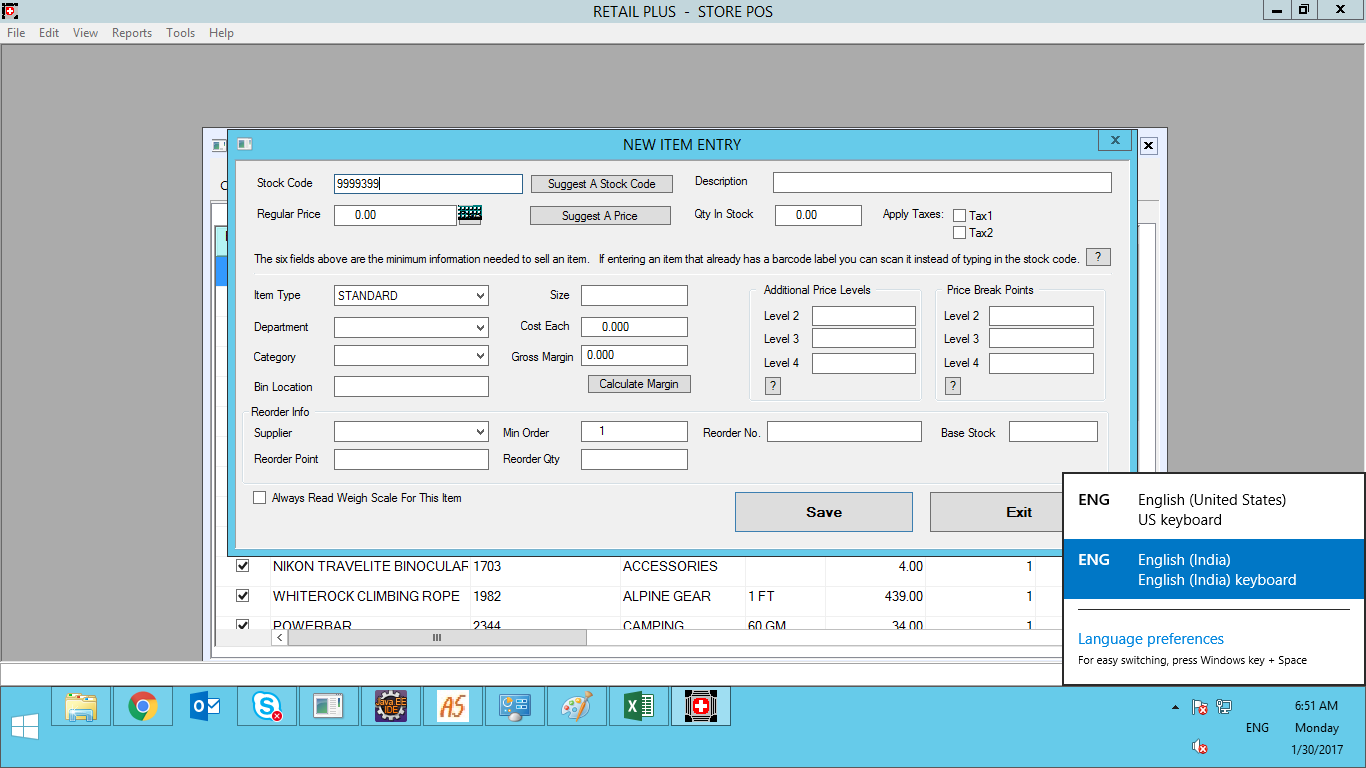 RETAIL PLUS - STORE POS
File Edit View Reports Tools Help
NEW ITEM ENTRY
Stock Code 9999399 Suggest A Stock Code Description
Regular Price 0.00 Suggest A Price Qty In Stock 0.00 Apply Taxes: Tax1
Tax2
The six fields above are the minimum information needed to sell an item. If entering an item that already has a barcode label you can scan it instead of typing in the stock code. ?
Item Type STANDARD Size Additional Price Levels Price Break Points
Level 2 Level 2
Department Cost Each 0.000 Level 3 Level 3
Category Gross Margin 0.000 Level 4 Level 4
Bin Location Calculate Margin ? ?
Reorder Info
Supplier Min Order 1 Reorder No. Base Stock
Reorder Point Reorder Qty
Always Read Weigh Scale For This Item
Save Exit
NIKON TRAVELITE BINOCULAR 1703 ACCESSORIES 4.00 1
WHITEROCK CLIMBING ROPE 1982 ALPINE GEAR 1 FT 439.00 1
POWERBAR 2344 CAMPING 60 GM 34.00 1
ENG English (United States)
US keyboard
ENG English (India)
English (India) keyboard
Language preferences
For easy switching, press Windows key + Space
Java EE
IDE
AS
6:51 AM
ENG Monday
1/30/2017